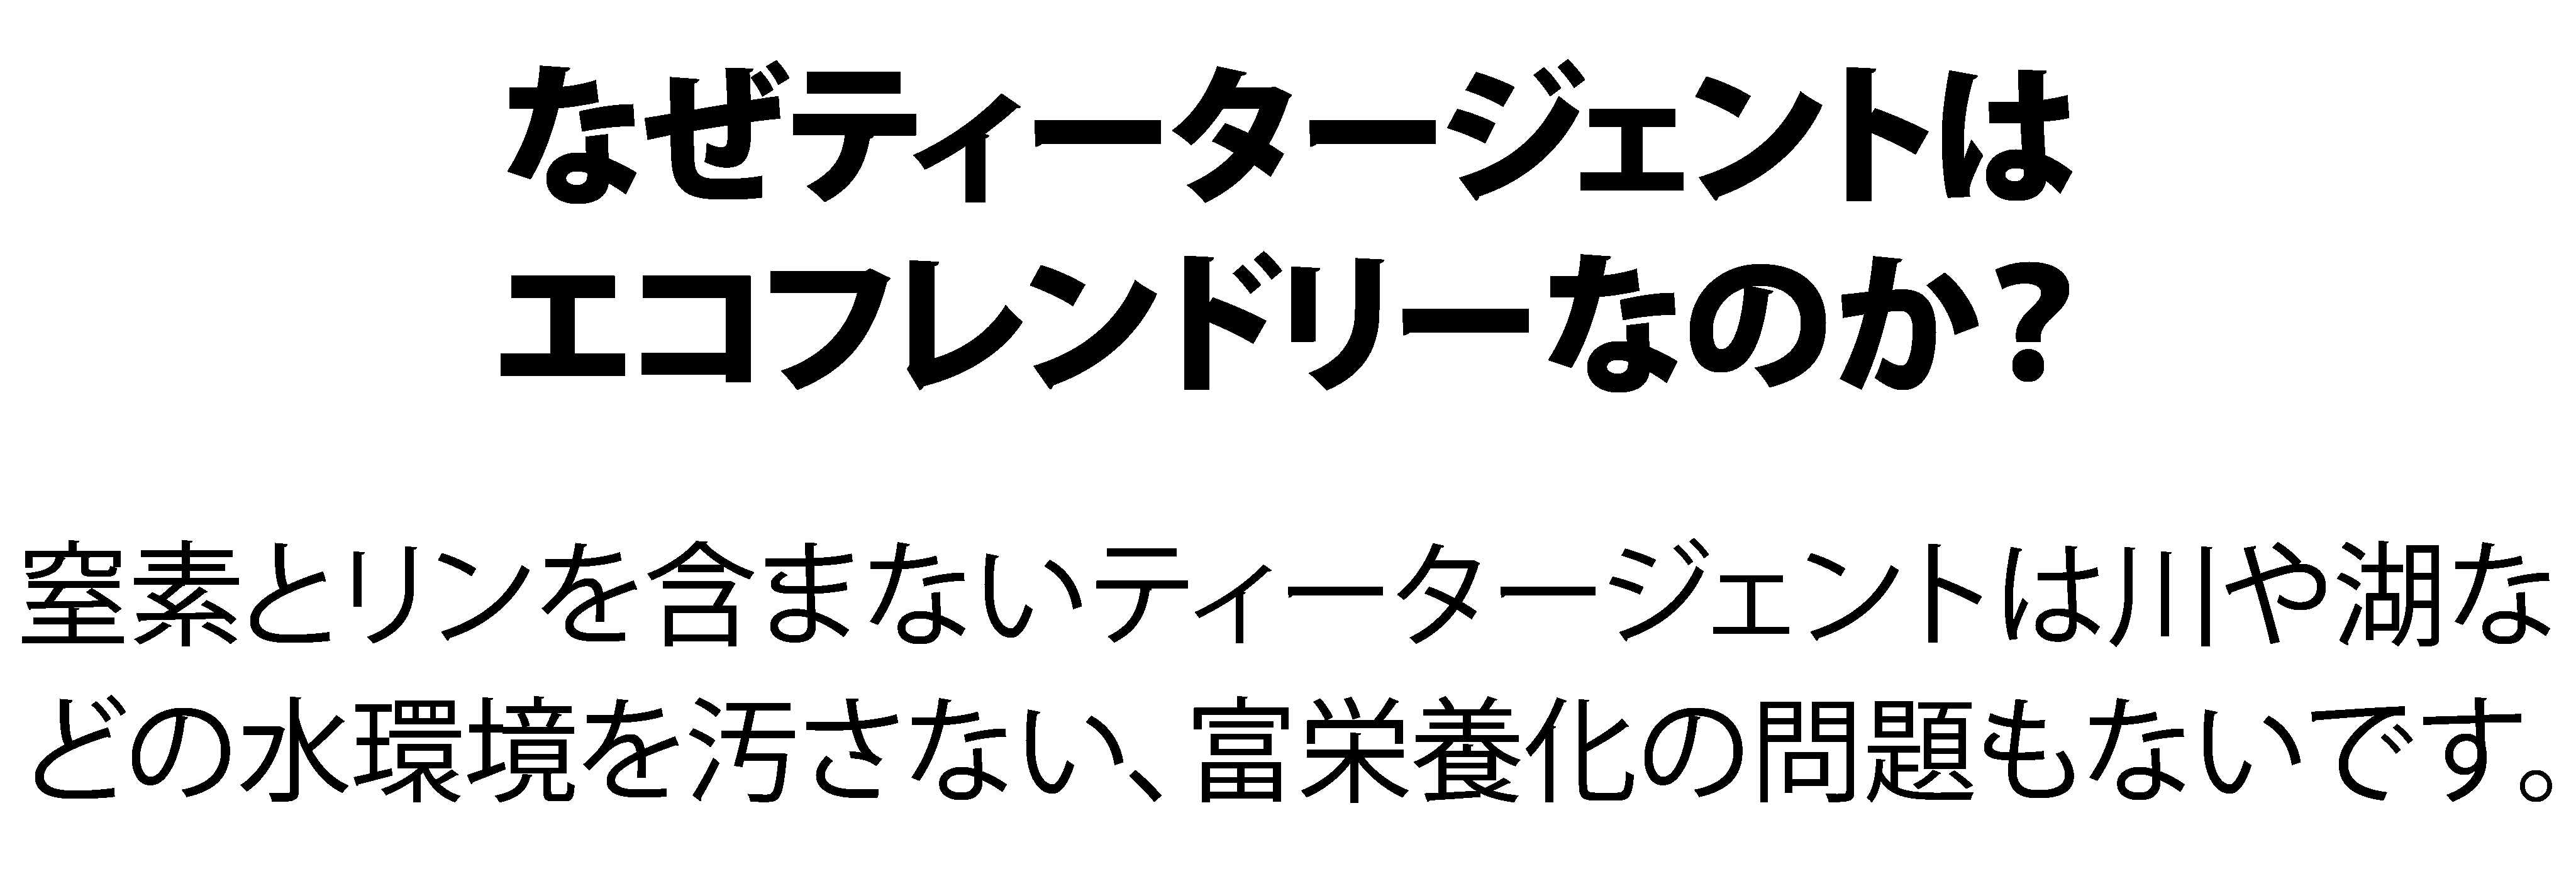 なぜティータージェントは
エコフレンドリーなのか？
窒素とリンを含まないティータージェントは川や湖な
どの水環境を汚さない、富栄養化の問題もないです。